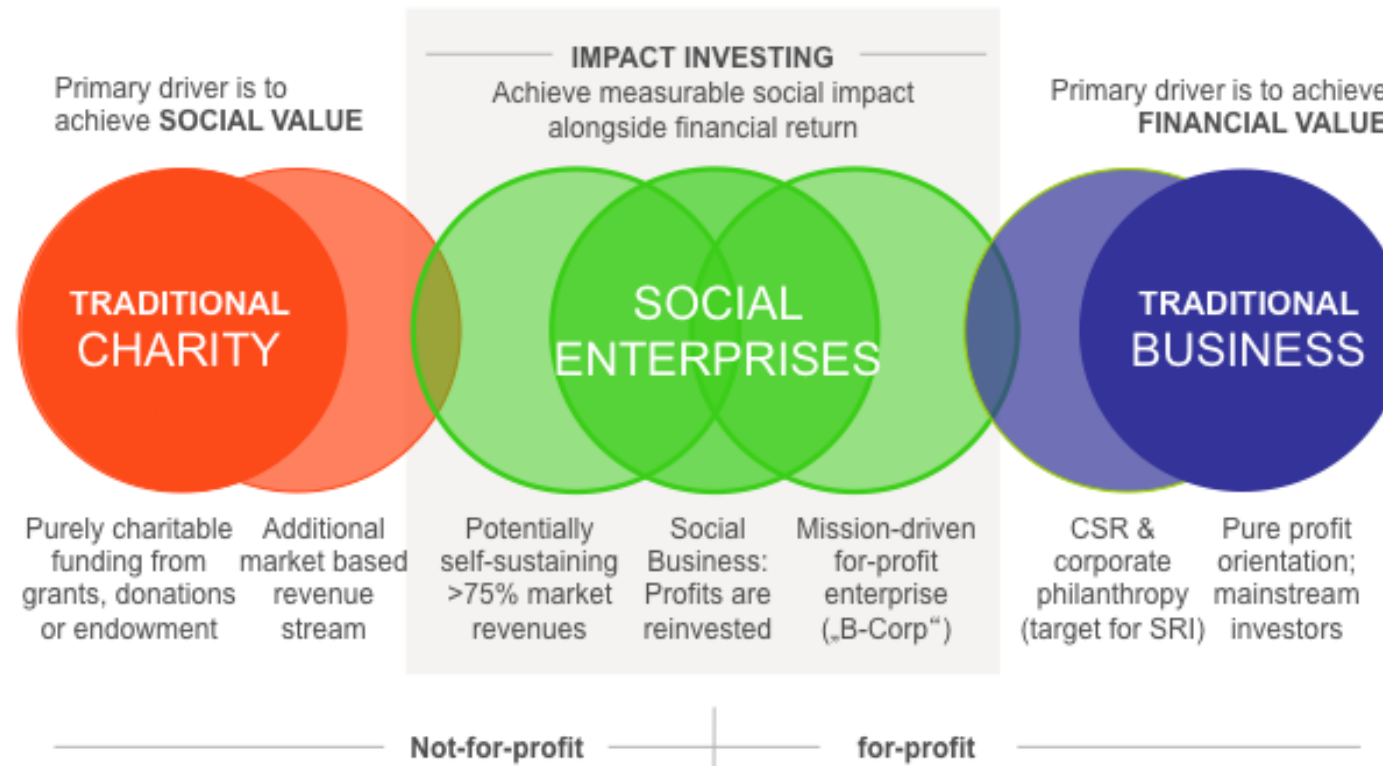 IMPACT INVESTING
Achieve measurable social impact
alongside financial return
Primary driver is to
achieve SOCIAL VALUE
Primary driver is to achieve
FINANCIAL VALUE
TRADITIONAL
CHARITY
SOCIAL
ENTERPRISES
TRADITIONAL
BUSINESS
Purely charitable
funding from
grants, donations
or endowment
Additional
market based
revenue
stream
Potentially
self-sustaining
>75% market
revenues
Social
Business:
Profits are
reinvested
Mission-driven
for-profit
enterprise
(„B-Corp“)
CSR &
corporate
philanthropy
(target for SRI)
Pure profit
orientation;
mainstream
investors
Not-for-profit
for-profit